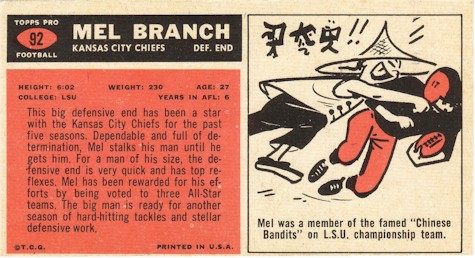 TOPPS PRO
92
FOOTBALL
MEL BRANCH
KANSAS CITY CHIEFS DEF. END
HEIGHT: 6:02 WEIGHT: 230 AGE: 27
COLLEGE: LSU YEARS IN AFL: 6
This big defensive end has been a star
with the Kansas City Chiefs for the past
five seasons. Dependable and full of de-
termination, Mel stalks his man until he
gets him. For a man of his size, the de-
fensive end is very quick and has top re-
flexes. Mel has been rewarded for his ef-
forts by being voted to three All-Star
teams. The big man is ready for another
season of hard-hitting tackles and stellar
defensive work.
©T.C.G. PRINTED IN U.S.A.
!!
Mel was a member of the famed "Chinese
Bandits" on L.S.U. championship team.